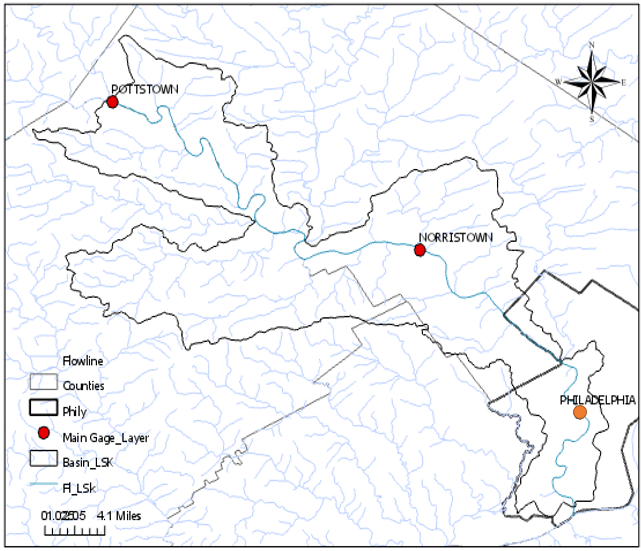 N
W E
S
POTTSTOWN
NORRISTOWN
PHILADELPHIA
Flowline
Counties
Phily
Main Gage_Layer
Basin_LSK
Fl_LSk
4.1 Miles